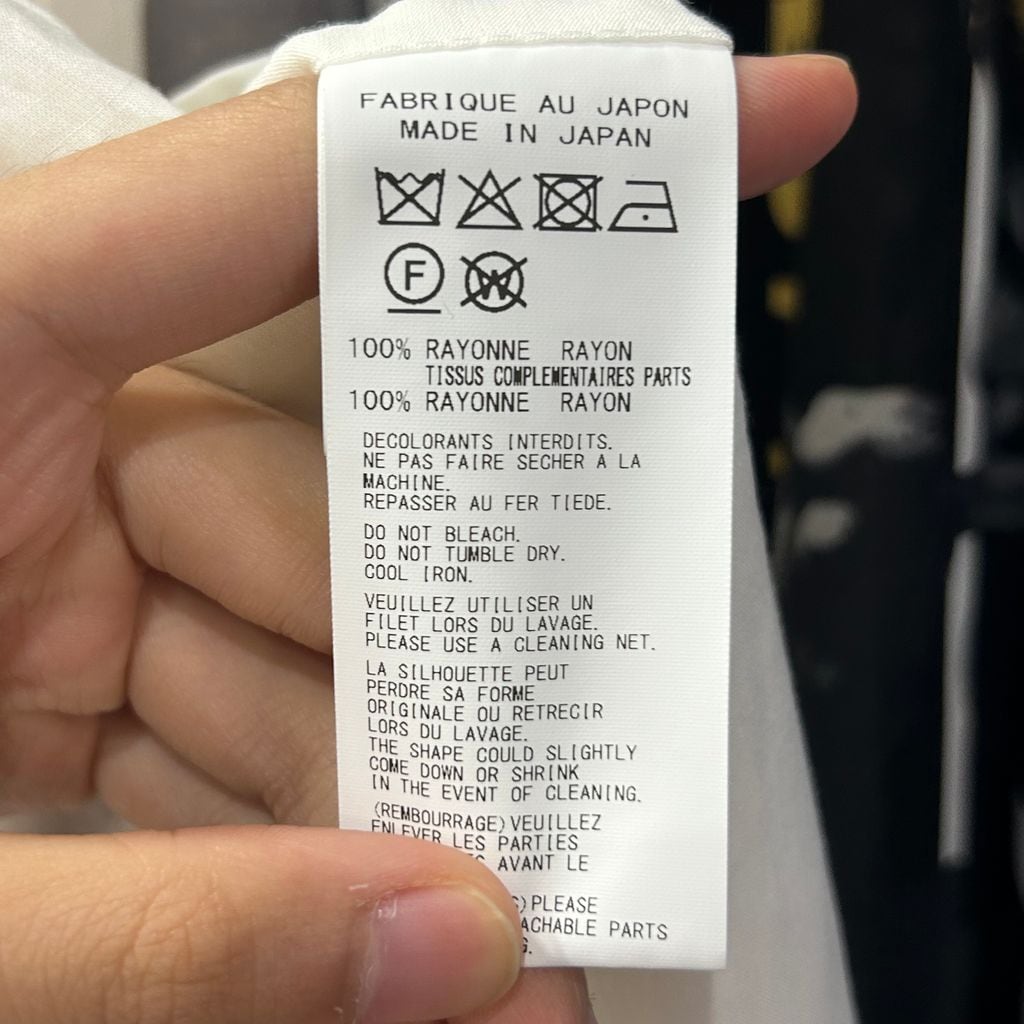 FABRIQUE AU JAPON
MADE IN JAPAN
F W
100% RAYONNE RAYON
TISSUS COMPLEMENTAIRES PARTS
100% RAYONNE RAYON
DECOLORANTS INTERDITS.
NE PAS FAIRE SECHER A LA
MACHINE.
REPASSER AU FER TIEDE.
DO NOT BLEACH.
DO NOT TUMBLE DRY.
COOL IRON.
VEUILLEZ UTILISER UN
FILET LORS DU LAVAGE.
PLEASE USE A CLEANING NET.
LA SILHOUETTE PEUT
PERDRE SA FORME
ORIGINALE OU RETRECIR
LORS DU LAVAGE.
THE SHAPE COULD SLIGHTLY
COME DOWN OR SHRINK
IN THE EVENT OF CLEANING.
(REMBOURRAGE) VEUILLEZ
ENLEVER LES PARTIES
AVANT LE
PLEASE
PARTS